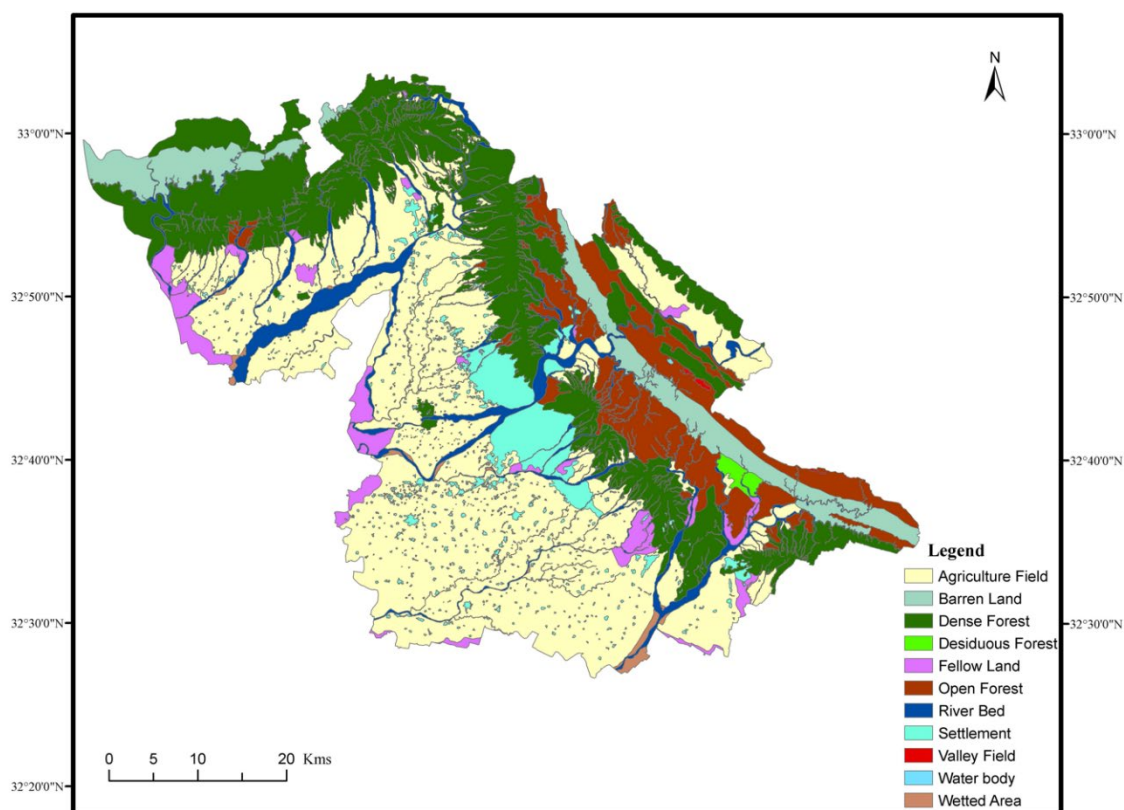 N
33°0'0"N
33°0'0"N
32°50'0"N
32°50'0"N
32°40'0"N
32°40'0"N
32°30'0"N
32°30'0"N
32°20'0"N
Legend
Agriculture Field
Barren Land
Dense Forest
Desiduous Forest
Fellow Land
Open Forest
River Bed
Settlement
Valley Field
Water body
Wetted Area
0 5 10 20 Kms